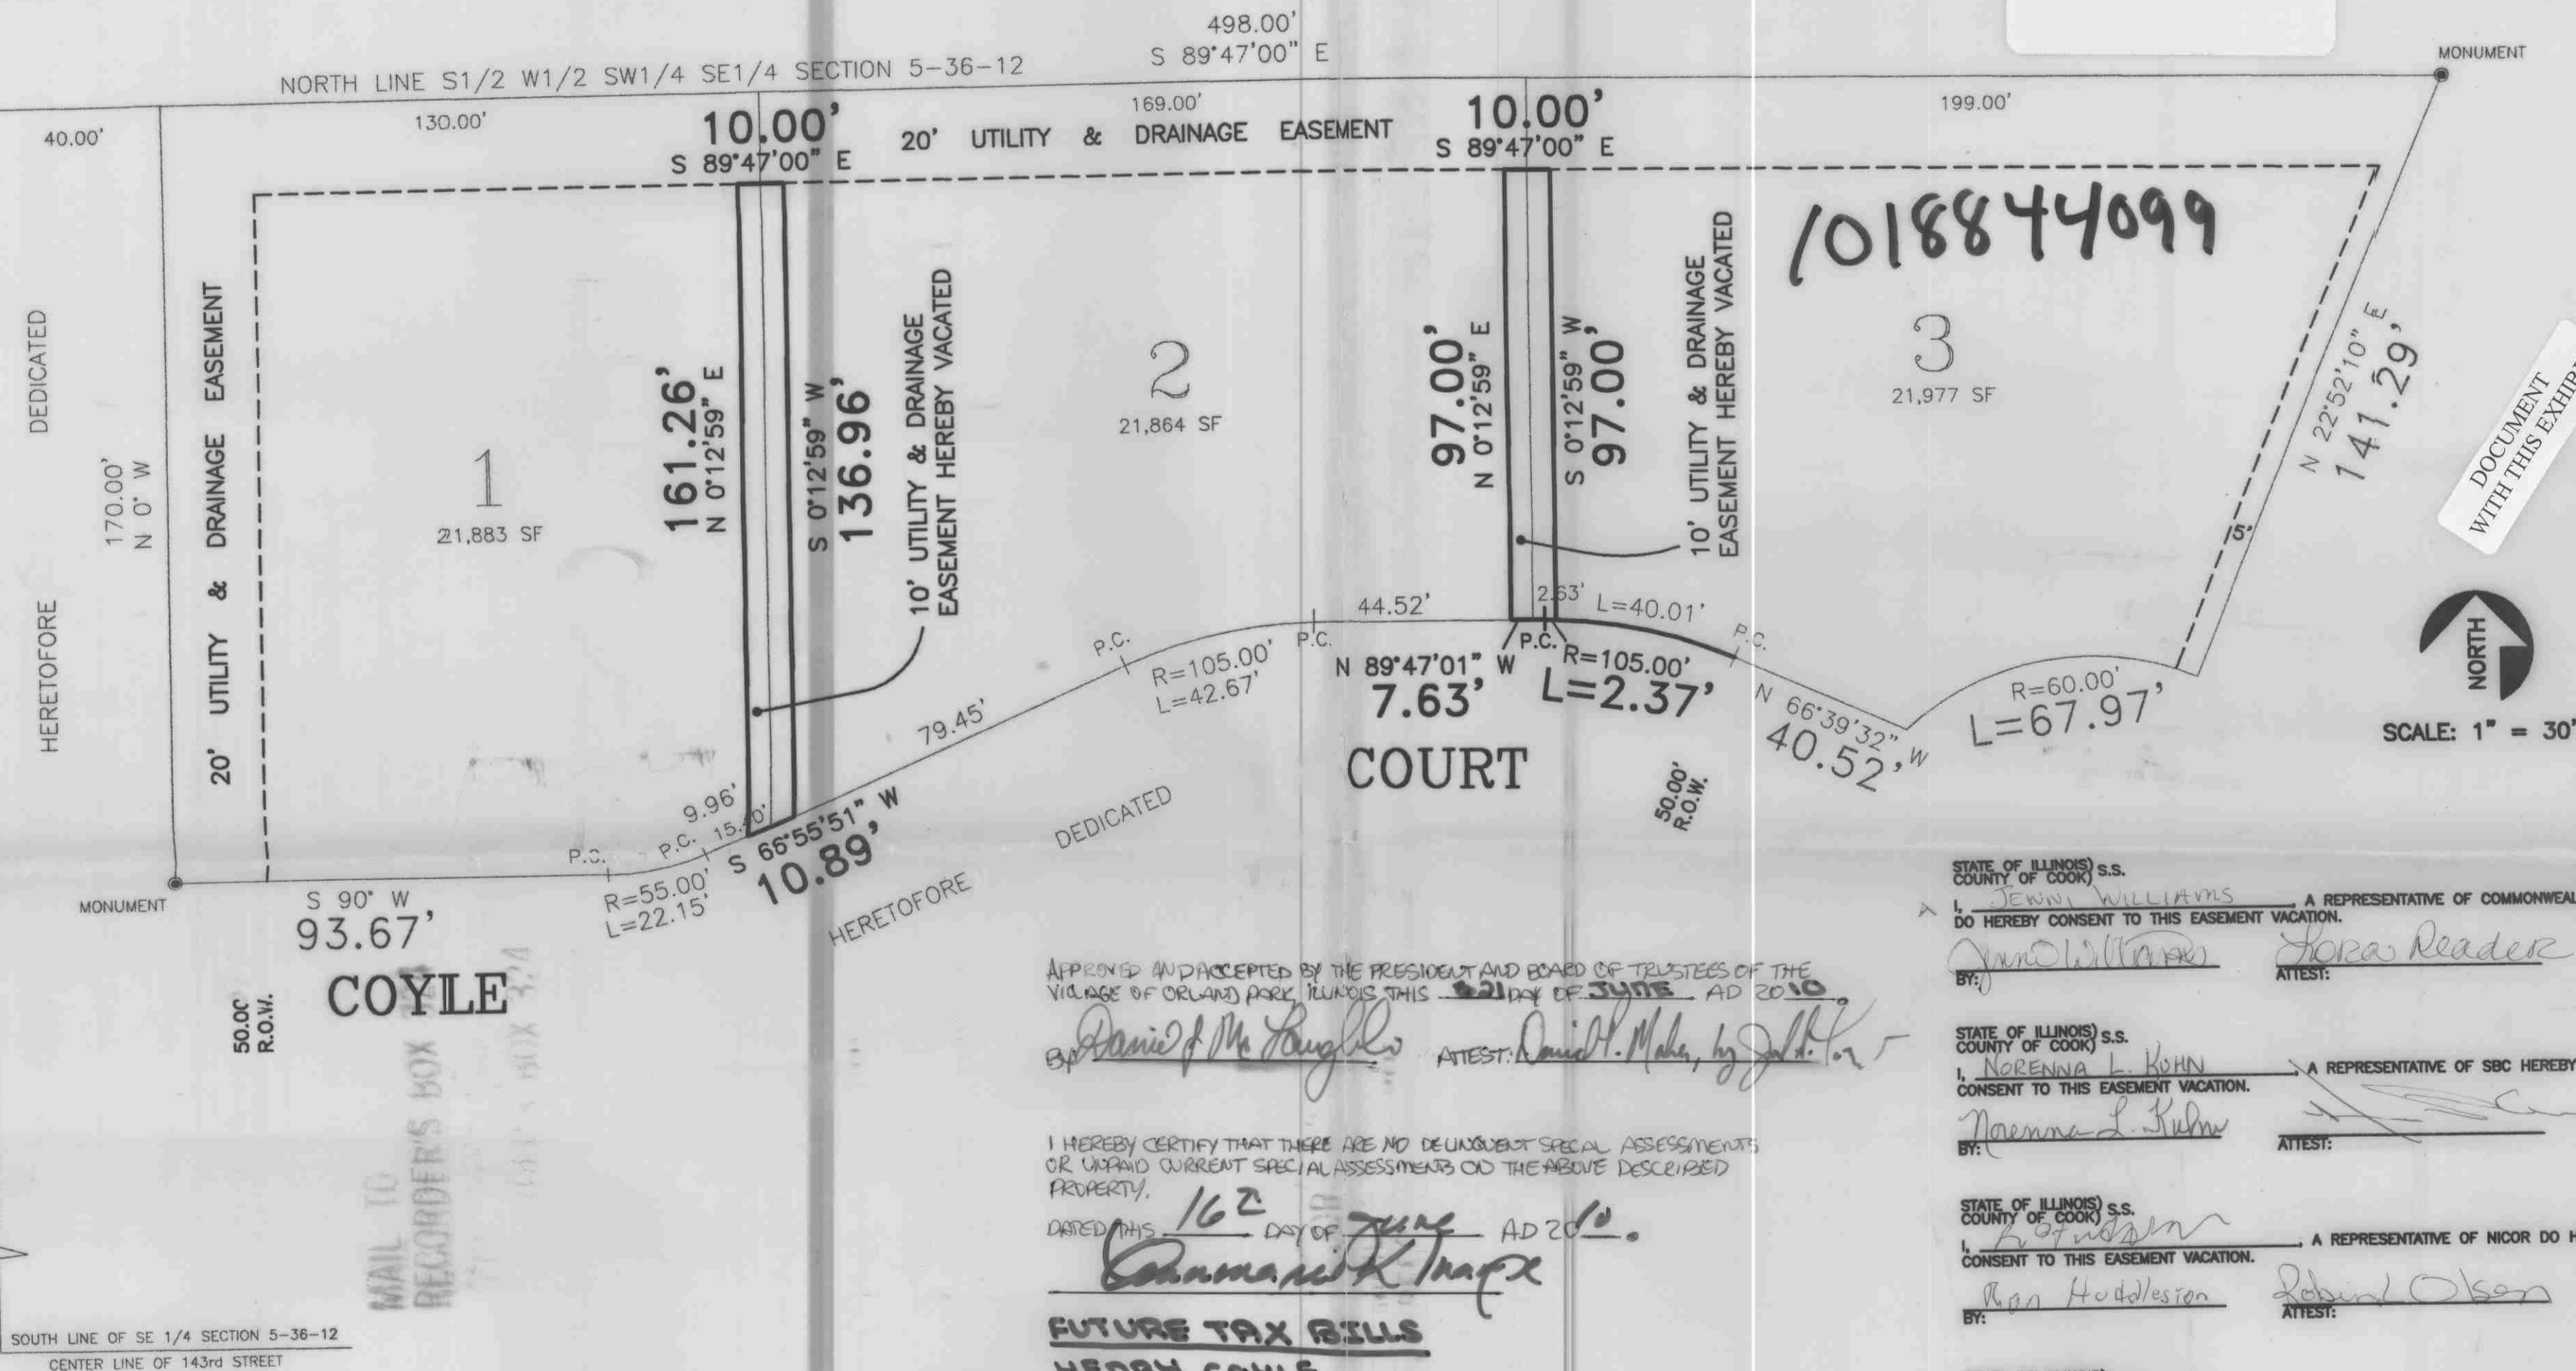 498.00'
S 89°47'00" E
NORTH LINE S1/2 W1/2 SW1/4 SE1/4 SECTION 5-36-12
MONUMENT
40.00'
130.00'
10.00'
S 89°47'00" E
169.00'
20' UTILITY & DRAINAGE EASEMENT
10.00'
S 89°47'00" E
199.00'
1018844099
DEDICATED
HERETOFORE
170.00'
N 0° W
20' UTILITY & DRAINAGE EASEMENT
1
21,883 SF
161.26'
N 0°12'59" E
S 0°12'59" W
136.96'
10' UTILITY & DRAINAGE
EASEMENT HEREBY VACATED
2
21,864 SF
97.00'
N 0°12'59" E
S 0°12'59" W
97.00'
10' UTILITY & DRAINAGE
EASEMENT HEREBY VACATED
3
21,977 SF
N 22°52'10" E
141.29'
5'
DOCUMENT
WITH THIS EXHIBI
NORTH
SCALE: 1" = 30'
MONUMENT
S 90° W
93.67'
COYLE
50.00
R.O.W.
P.C.
R=55.00'
L=22.15'
P.C.
9.96'
15.40'
S 66°55'51" W
10.89'
79.45'
HERETOFORE
DEDICATED
P.C.
R=105.00'
L=42.67'
P.C.
44.52'
N 89°47'01" W
7.63'
COURT
2.63'
P.C.
R=105.00'
L=2.37'
L=40.01'
P.C.
N 66°39'32" W
40.52'
50.00'
R.O.W.
R=60.00'
L=67.97'
APPROVED AND ACCEPTED BY THE PRESIDENT AND BOARD OF TRUSTEES OF THE
VILLAGE OF ORLAND PARK, ILLINOIS THIS 21 DAY OF JUNE AD 2010.
BY Daniel J McLaughlin ATTEST: David P. Maher, by
I HEREBY CERTIFY THAT THERE ARE NO DELINQUENT SPECIAL ASSESSMENTS
OR UNPAID CURRENT SPECIAL ASSESSMENTS ON THE ABOVE DESCRIBED
PROPERTY.
DATED THIS 16 DAY OF June AD 2010.
FUTURE TAX BILLS
HENRY COYLE
STATE OF ILLINOIS) S.S.
COUNTY OF COOK)
I, JENNI WILLIAMS, A REPRESENTATIVE OF COMMONWEAL
DO HEREBY CONSENT TO THIS EASEMENT VACATION.
Jenni Williams Lora Reader
BY: ATTEST:
STATE OF ILLINOIS) S.S.
COUNTY OF COOK)
I, NORENNA L. KUHN, A REPRESENTATIVE OF SBC HEREBY
CONSENT TO THIS EASEMENT VACATION.
Norenna L. Kuhn
BY: ATTEST:
STATE OF ILLINOIS) S.S.
COUNTY OF COOK)
I, , A REPRESENTATIVE OF NICOR DO H
CONSENT TO THIS EASEMENT VACATION.
Ron Huddleston Robin Olsen
BY: ATTEST:
MAIL TO
RECORDER'S BOX
BOX 324
SOUTH LINE OF SE 1/4 SECTION 5-36-12
CENTER LINE OF 143rd STREET